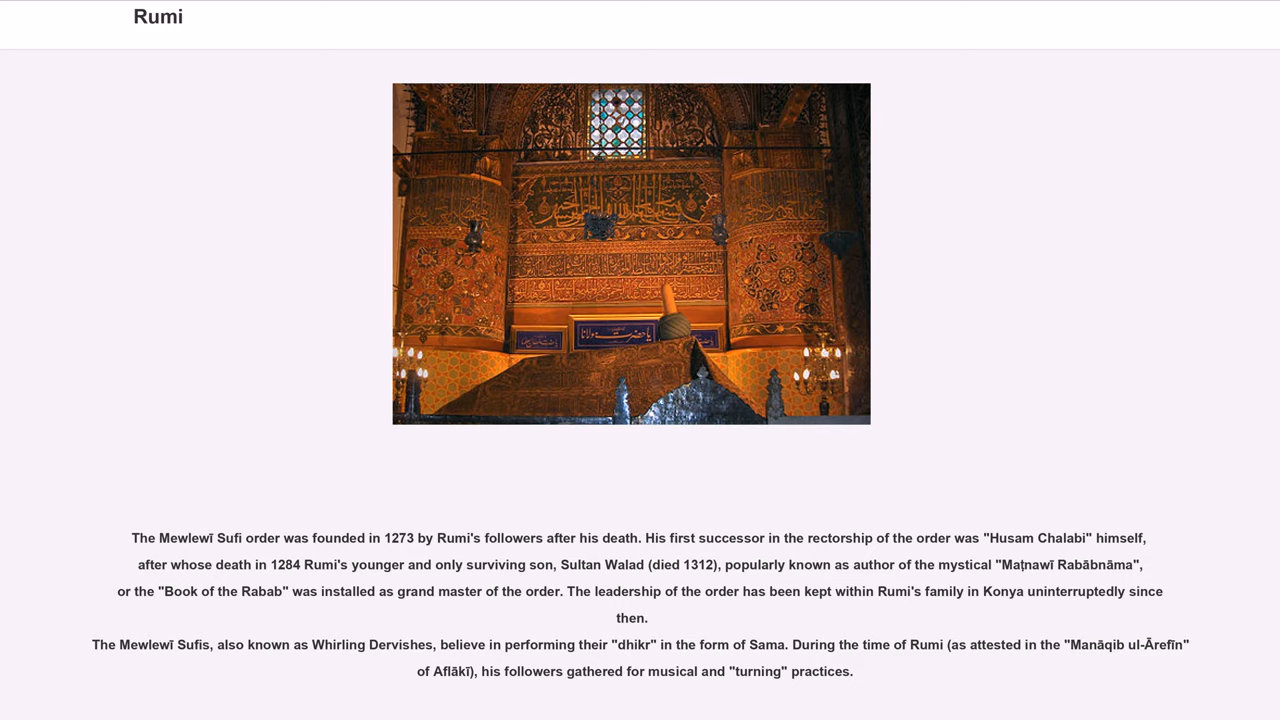 Rumi
يا حضرت مولانا
The Mewlewī Sufi order was founded in 1273 by Rumi's followers after his death. His first successor in the rectorship of the order was "Husam Chalabi" himself,
after whose death in 1284 Rumi's younger and only surviving son, Sultan Walad (died 1312), popularly known as author of the mystical "Maṭnawī Rabābnāma",
or the "Book of the Rabab" was installed as grand master of the order. The leadership of the order has been kept within Rumi's family in Konya uninterruptedly since
then.
The Mewlewī Sufis, also known as Whirling Dervishes, believe in performing their "dhikr" in the form of Sama. During the time of Rumi (as attested in the "Manāqib ul-Ārefīn"
of Aflākī), his followers gathered for musical and "turning" practices.